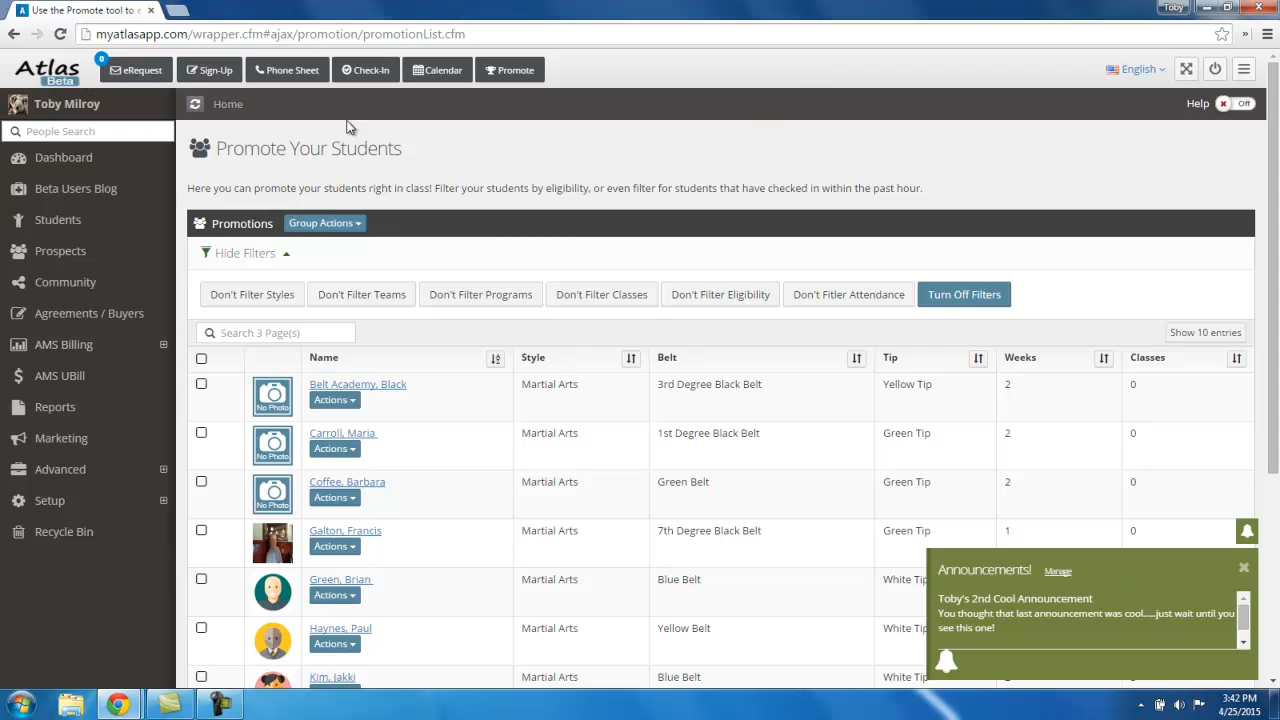 Use the Promote tool to e
Toby
myatlasapp.com/wrapper.cfm#ajax/promotion/promotionList.cfm
Atlas
Beta
0
eRequest
Sign-Up
Phone Sheet
Check-In
Calendar
Promote
English
Toby Milroy
Home
Help
Off
People Search
Dashboard
Beta Users Blog
Students
Prospects
Community
Agreements / Buyers
AMS Billing
AMS UBill
Reports
Marketing
Advanced
Setup
Recycle Bin
Promote Your Students
Here you can promote your students right in class! Filter your students by eligibility, or even filter for students that have checked in within the past hour.
Promotions
Group Actions
Hide Filters
Don't Filter Styles
Don't Filter Teams
Don't Filter Programs
Don't Filter Classes
Don't Filter Eligibility
Don't Fitler Attendance
Turn Off Filters
Search 3 Page(s)
Show 10 entries
Name Style Belt Tip Weeks Classes
No Photo
Belt Academy, Black Martial Arts 3rd Degree Black Belt Yellow Tip 2 0
Actions
No Photo
Carroll, Maria Martial Arts 1st Degree Black Belt Green Tip 2 0
Actions
No Photo
Coffee, Barbara Martial Arts Green Belt Green Tip 2 0
Actions
Galton, Francis Martial Arts 7th Degree Black Belt Green Tip 1 0
Actions
Green, Brian Martial Arts Blue Belt White Tip
Actions
Haynes, Paul Martial Arts Yellow Belt White Tip
Actions
Kim, Jakki Martial Arts Blue Belt White Tip
Announcements!
Manage
Toby's 2nd Cool Announcement
You thought that last announcement was cool.....just wait until you
see this one!
3:42 PM
4/25/2015